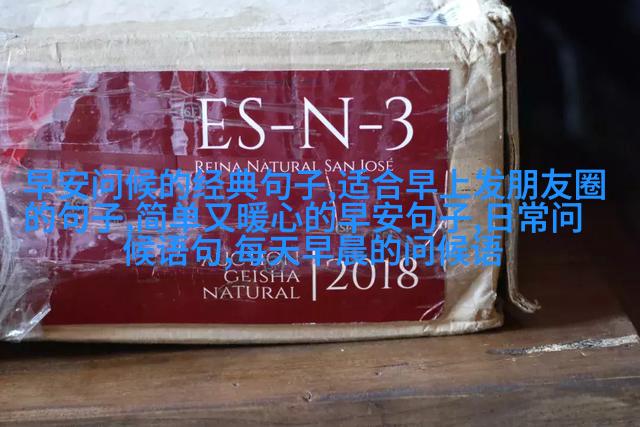 ES-N-3
REINA NATURAL SAN JOSÉ
早安问候的经典句子,适合早上发朋友圈
的句子,简单又暖心的早安句子,日常问
候语句,每天早晨的问候语
AUCTION
GEISHA
NATURAL
2018